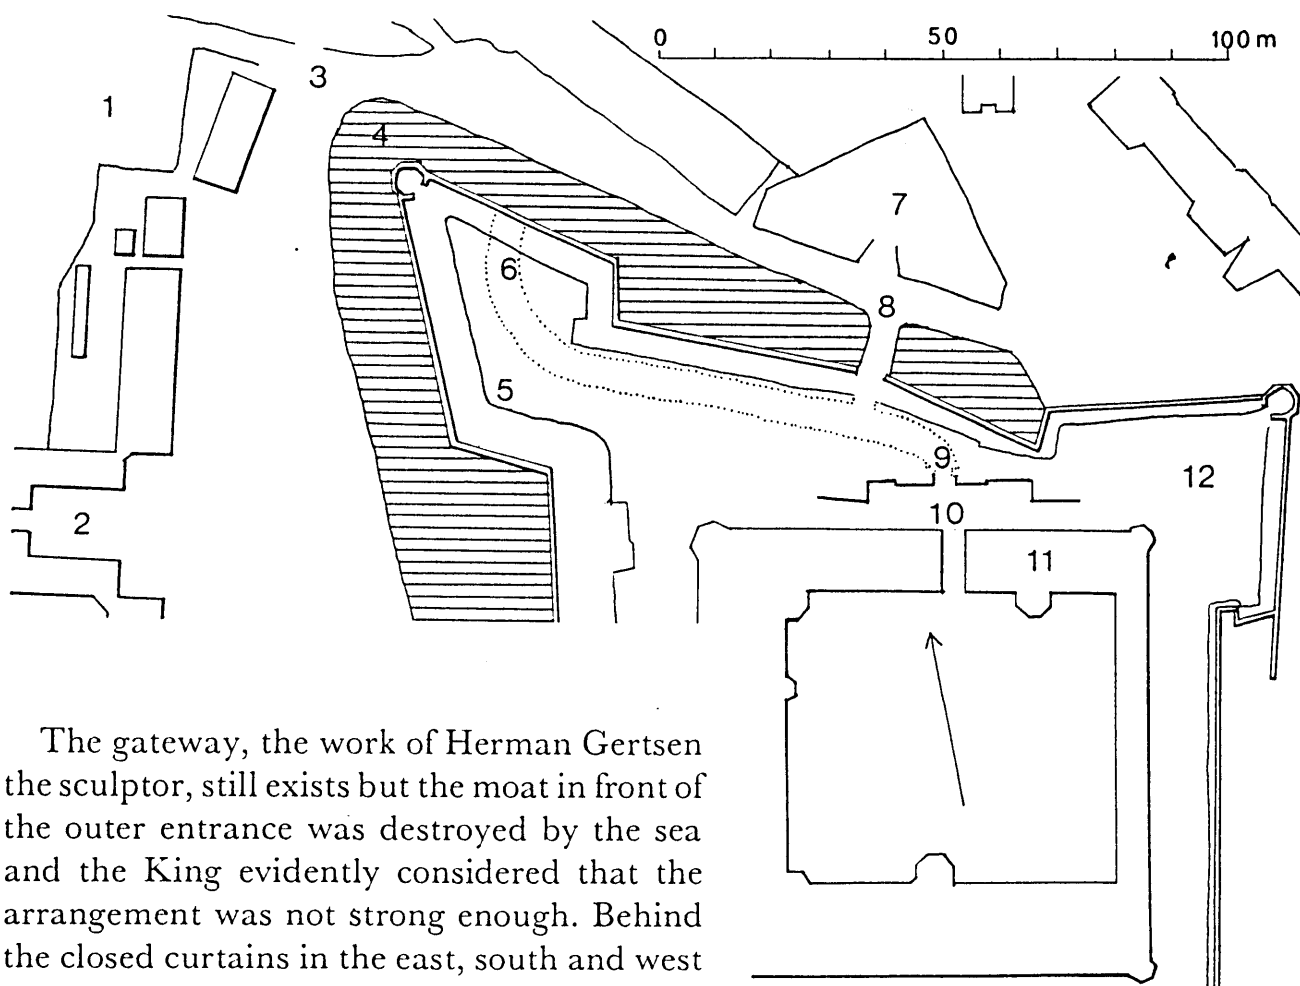 0 50 100 m
1
3
4
7
6
8
5
9
12
2
10
11
The gateway, the work of Herman Gertsen
the sculptor, still exists but the moat in front of
the outer entrance was destroyed by the sea
and the King evidently considered that the
arrangement was not strong enough. Behind
the closed curtains in the east, south and west